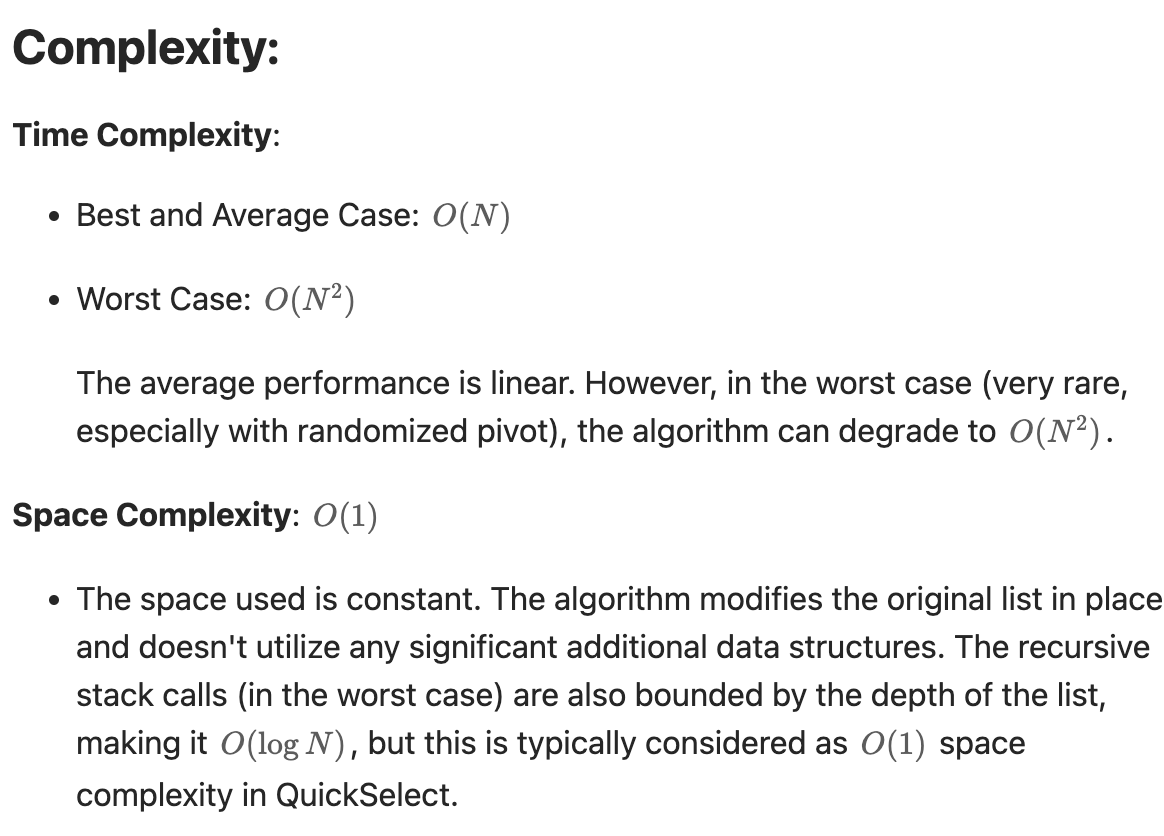 Complexity:
Time Complexity:
• Best and Average Case: O(N)
• Worst Case: O(N²)
The average performance is linear. However, in the worst case (very rare,
especially with randomized pivot), the algorithm can degrade to O(N²).
Space Complexity: O(1)
• The space used is constant. The algorithm modifies the original list in place
and doesn't utilize any significant additional data structures. The recursive
stack calls (in the worst case) are also bounded by the depth of the list,
making it O(log N), but this is typically considered as O(1) space
complexity in QuickSelect.